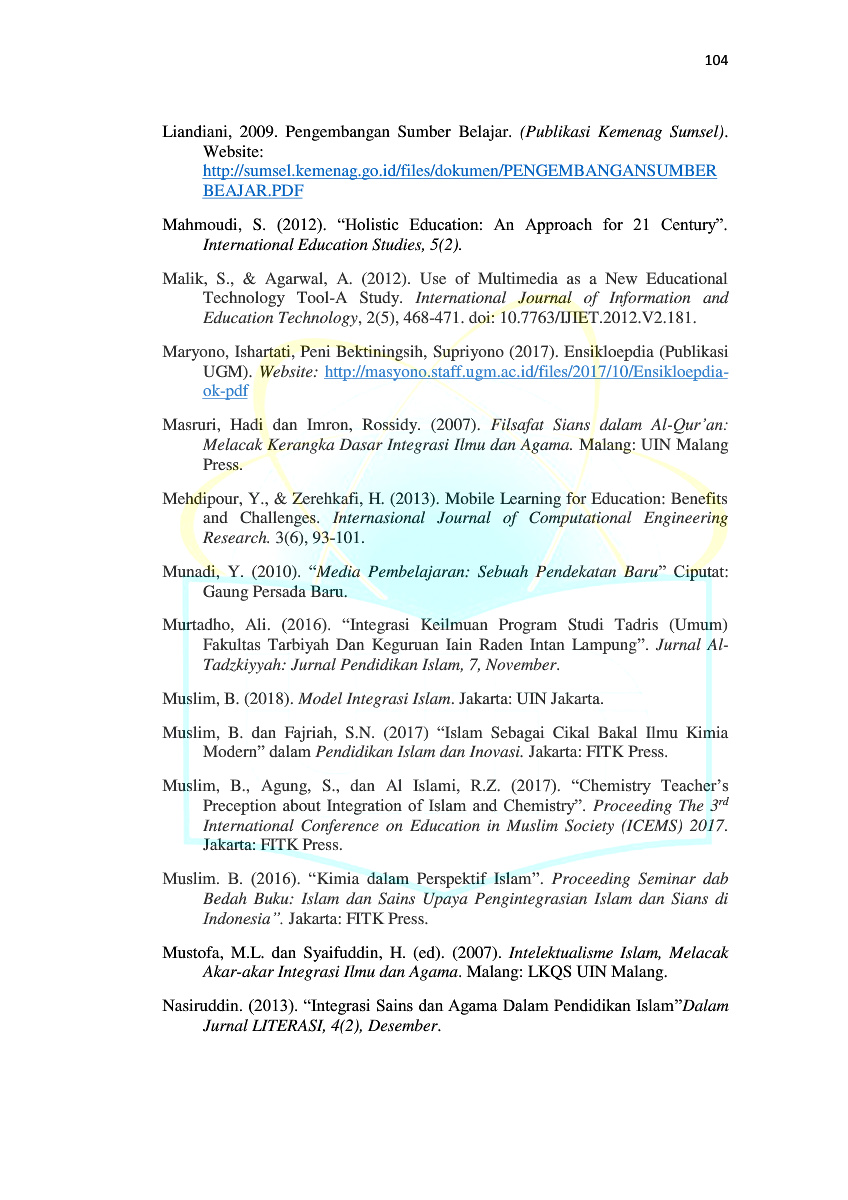 104
Liandiani, 2009. Pengembangan Sumber Belajar. (Publikasi Kemenag Sumsel).
Website:
http://sumsel.kemenag.go.id/files/dokumen/PENGEMBANGANSUMBER
BEAJAR.PDF
Mahmoudi, S. (2012). “Holistic Education: An Approach for 21 Century”.
International Education Studies, 5(2).
Malik, S., & Agarwal, A. (2012). Use of Multimedia as a New Educational
Technology Tool-A Study. International Journal of Information and
Education Technology, 2(5), 468-471. doi: 10.7763/IJIET.2012.V2.181.
Maryono, Ishartati, Peni Bektiningsih, Supriyono (2017). Ensikloepdia (Publikasi
UGM). Website: http://masyono.staff.ugm.ac.id/files/2017/10/Ensikloepdia-
ok-pdf
Masruri, Hadi dan Imron, Rossidy. (2007). Filsafat Sians dalam Al-Qur’an:
Melacak Kerangka Dasar Integrasi Ilmu dan Agama. Malang: UIN Malang
Press.
Mehdipour, Y., & Zerehkafi, H. (2013). Mobile Learning for Education: Benefits
and Challenges. Internasional Journal of Computational Engineering
Research. 3(6), 93-101.
Munadi, Y. (2010). “Media Pembelajaran: Sebuah Pendekatan Baru” Ciputat:
Gaung Persada Baru.
Murtadho, Ali. (2016). “Integrasi Keilmuan Program Studi Tadris (Umum)
Fakultas Tarbiyah Dan Keguruan Iain Raden Intan Lampung”. Jurnal Al-
Tadzkiyyah: Jurnal Pendidikan Islam, 7, November.
Muslim, B. (2018). Model Integrasi Islam. Jakarta: UIN Jakarta.
Muslim, B. dan Fajriah, S.N. (2017) “Islam Sebagai Cikal Bakal Ilmu Kimia
Modern” dalam Pendidikan Islam dan Inovasi. Jakarta: FITK Press.
Muslim, B., Agung, S., dan Al Islami, R.Z. (2017). “Chemistry Teacher’s
Preception about Integration of Islam and Chemistry”. Proceeding The 3rd
International Conference on Education in Muslim Society (ICEMS) 2017.
Jakarta: FITK Press.
Muslim. B. (2016). “Kimia dalam Perspektif Islam”. Proceeding Seminar dab
Bedah Buku: Islam dan Sains Upaya Pengintegrasian Islam dan Sians di
Indonesia”. Jakarta: FITK Press.
Mustofa, M.L. dan Syaifuddin, H. (ed). (2007). Intelektualisme Islam, Melacak
Akar-akar Integrasi Ilmu dan Agama. Malang: LKQS UIN Malang.
Nasiruddin. (2013). “Integrasi Sains dan Agama Dalam Pendidikan Islam”Dalam
Jurnal LITERASI, 4(2), Desember.